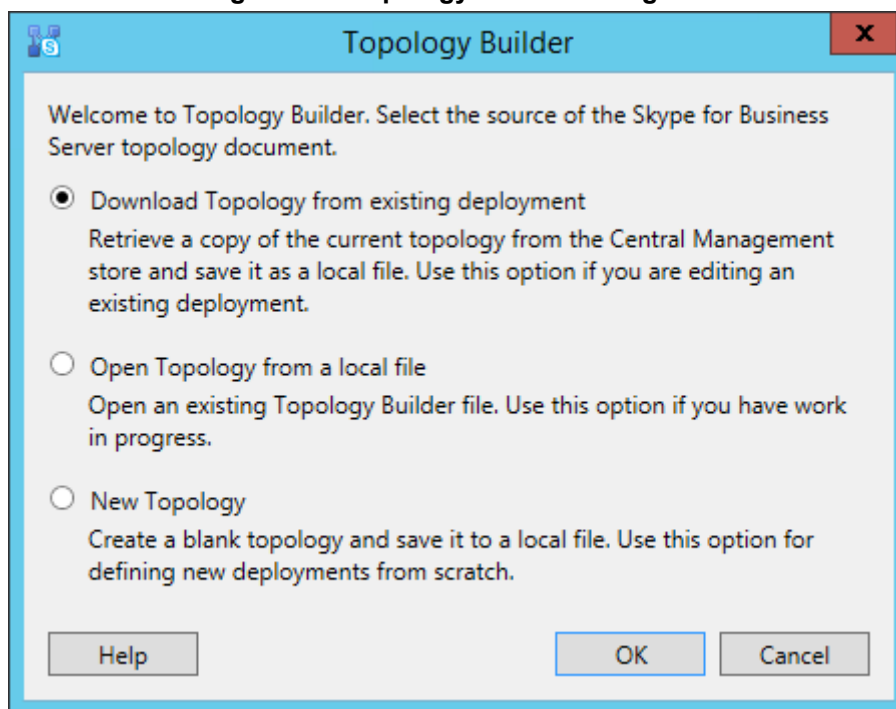 Topology Builder
Welcome to Topology Builder. Select the source of the Skype for Business
Server topology document.
Download Topology from existing deployment
Retrieve a copy of the current topology from the Central Management
store and save it as a local file. Use this option if you are editing an
existing deployment.
Open Topology from a local file
Open an existing Topology Builder file. Use this option if you have work
in progress.
New Topology
Create a blank topology and save it to a local file. Use this option for
defining new deployments from scratch.
Help
OK
Cancel